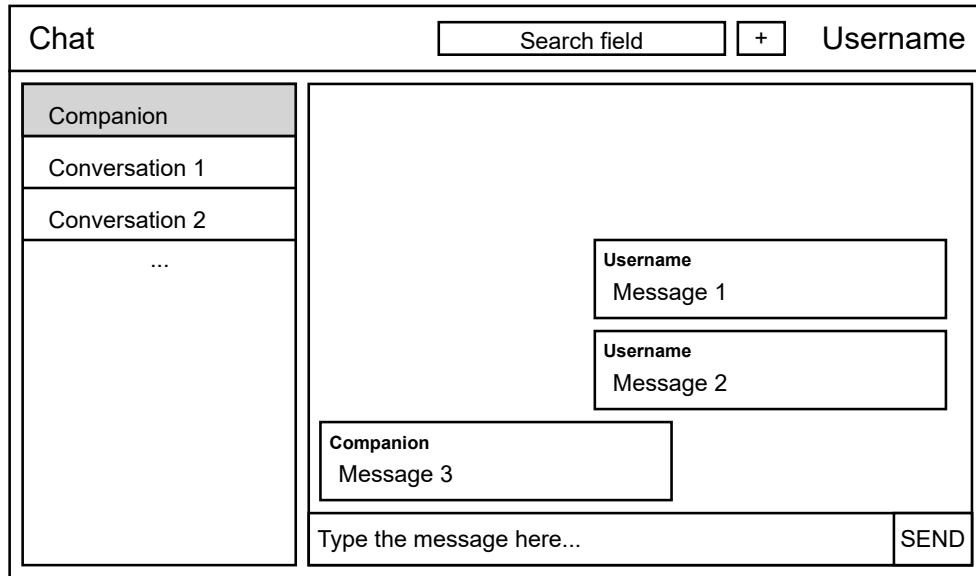 Chat
Search field
+
Username
Companion
Conversation 1
Conversation 2
...
Username
Message 1
Username
Message 2
Companion
Message 3
Type the message here...
SEND